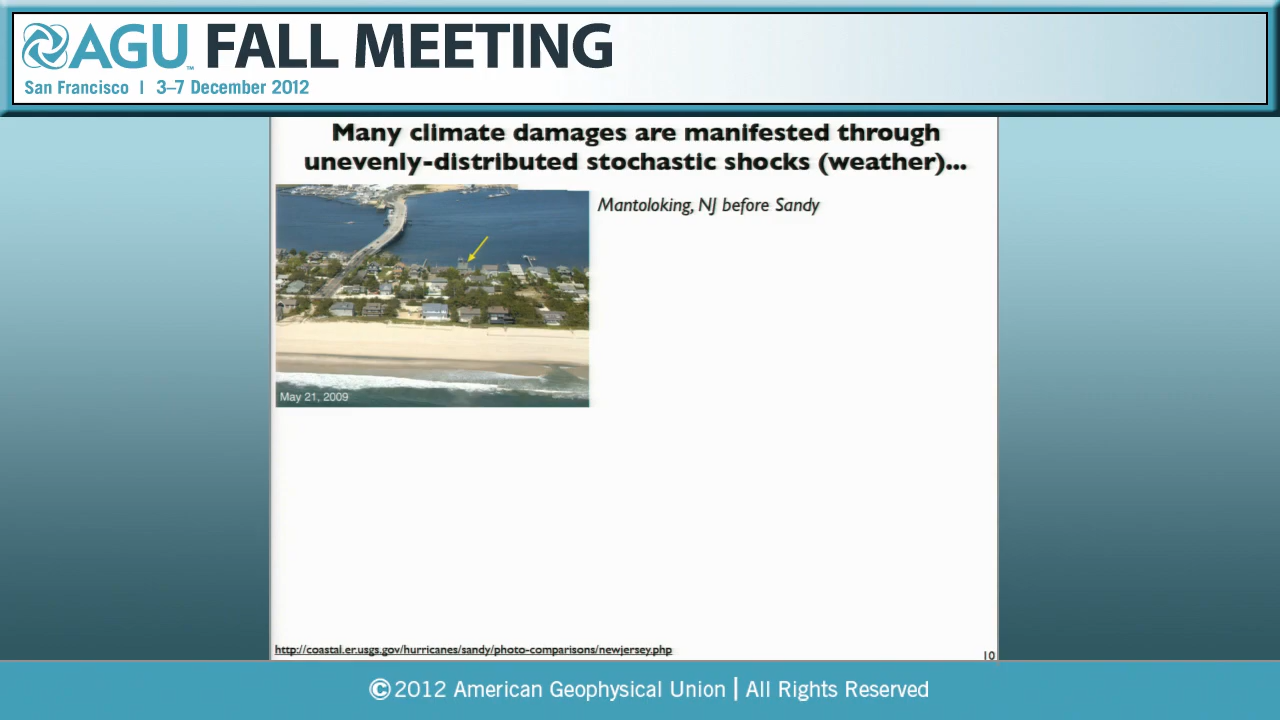 AGU™ FALL MEETING
San Francisco | 3–7 December 2012
Many climate damages are manifested through
unevenly-distributed stochastic shocks (weather)...
Mantoloking, NJ before Sandy
May 21, 2009
http://coastal.er.usgs.gov/hurricanes/sandy/photo-comparisons/newjersey.php
10
©2012 American Geophysical Union | All Rights Reserved